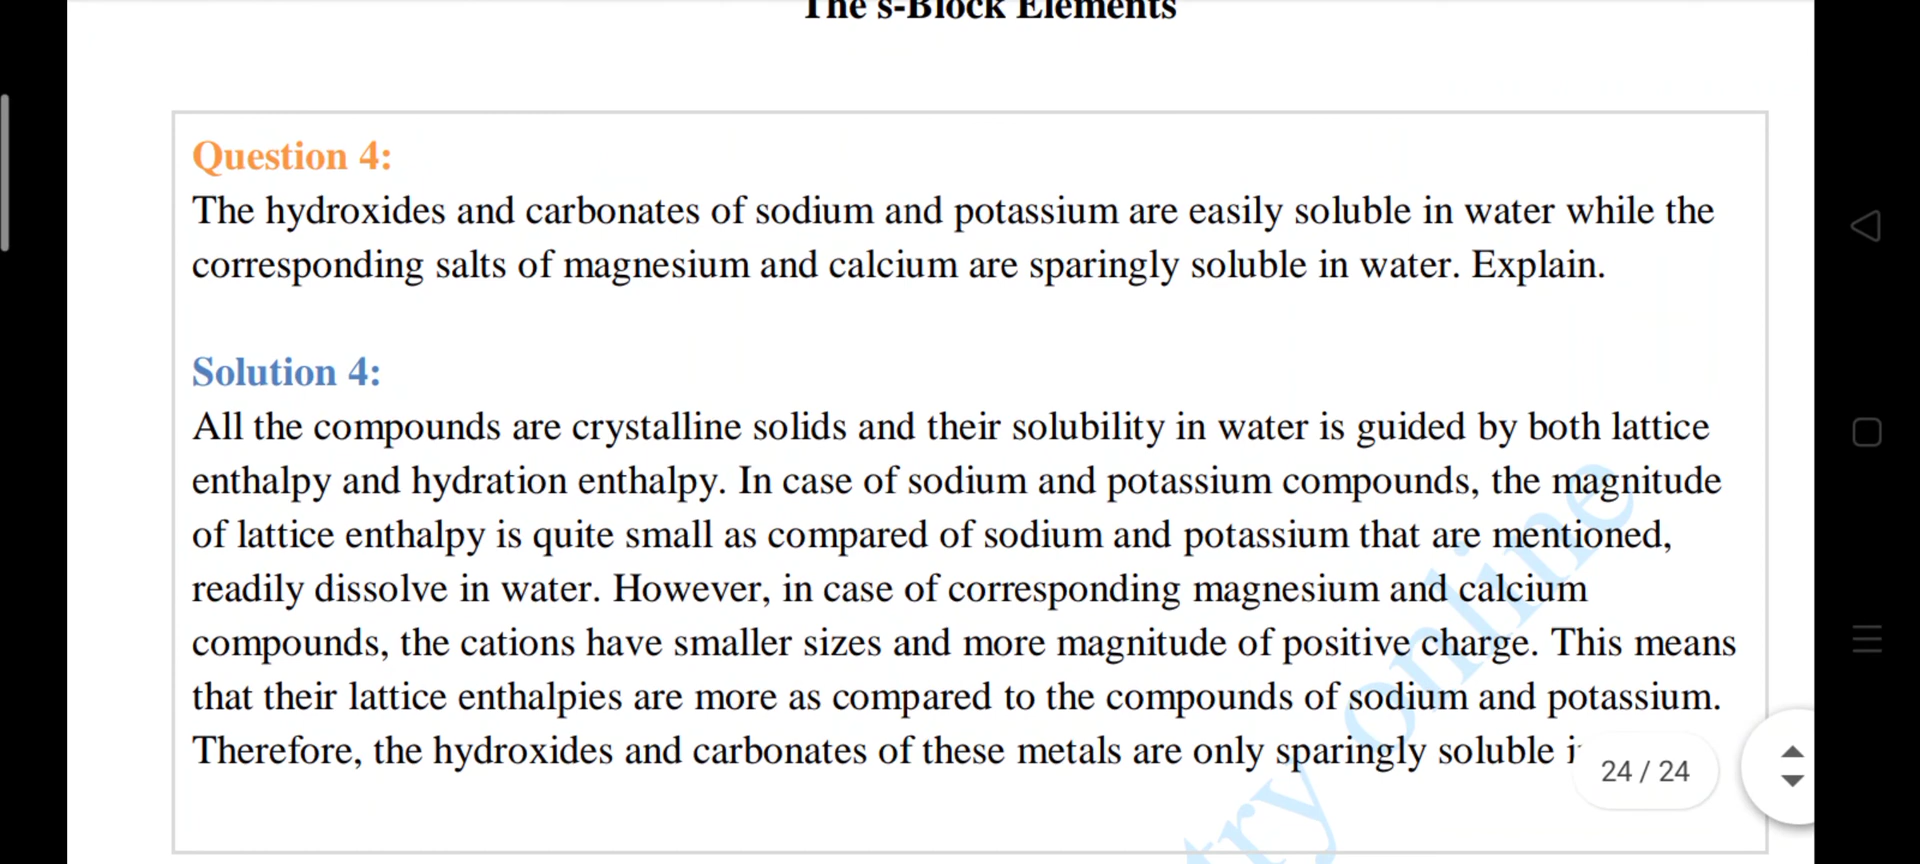 The s-Block Elements
Question 4:
The hydroxides and carbonates of sodium and potassium are easily soluble in water while the
corresponding salts of magnesium and calcium are sparingly soluble in water. Explain.
Solution 4:
All the compounds are crystalline solids and their solubility in water is guided by both lattice
enthalpy and hydration enthalpy. In case of sodium and potassium compounds, the magnitude
of lattice enthalpy is quite small as compared of sodium and potassium that are mentioned,
readily dissolve in water. However, in case of corresponding magnesium and calcium
compounds, the cations have smaller sizes and more magnitude of positive charge. This means
that their lattice enthalpies are more as compared to the compounds of sodium and potassium.
Therefore, the hydroxides and carbonates of these metals are only sparingly soluble
24 / 24
try online